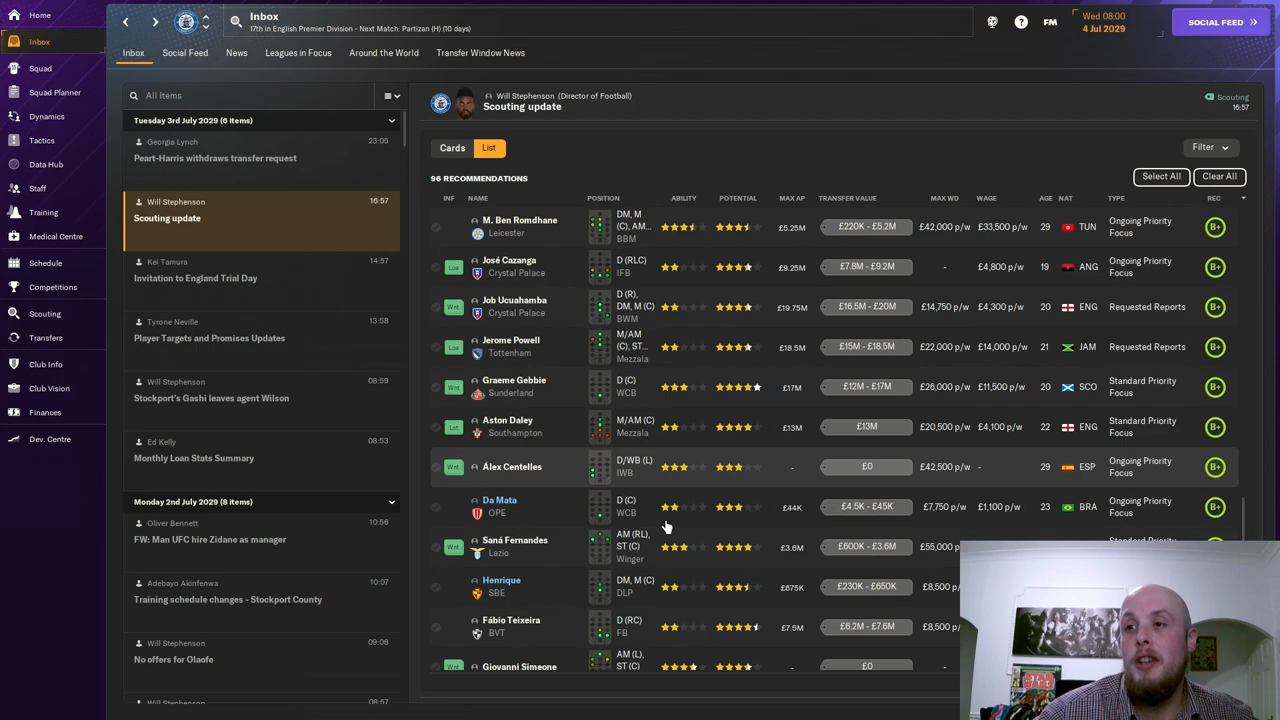 Home
Inbox
Squad
Squad Planner
Dynamics
Tactics
Data Hub
Staff
Training
Medical Centre
Schedule
Competitions
Scouting
Transfers
Club Info
Club Vision
Finances
Dev. Centre
Inbox
17th in English Premier Division - Next Match: Partizan (H) (10 days)
FM
Wed 08:00
4 Jul 2029
SOCIAL FEED
Inbox Social Feed News Leagues in Focus Around the World Transfer Window News
All Items
Tuesday 3rd July 2029 (6 items)
Georgia Lynch 23:05
Peart-Harris withdraws transfer request
Will Stephenson 16:57
Scouting update
Kei Tamura 14:57
Invitation to England Trial Day
Tyrone Neville 13:58
Player Targets and Promises Updates
Will Stephenson 08:59
Stockport's Gashi leaves agent Wilson
Ed Kelly 08:53
Monthly Loan Stats Summary
Monday 2nd July 2029 (8 items)
Oliver Bennett 10:56
FW: Man UFC hire Zidane as manager
Adebayo Akinfenwa 10:07
Training schedule changes - Stockport County
Will Stephenson 09:08
No offers for Olaofe
Will Stephenson 08:57
Will Stephenson (Director of Football)
Scouting update
Scouting
16:57
Cards List
Filter
96 RECOMMENDATIONS
Select All Clear All
INF NAME POSITION ABILITY POTENTIAL MAX AP TRANSFER VALUE MAX WD WAGE AGE NAT TYPE REC
M. Ben Romdhane
Leicester
DM, M
(C), AM...
BBM
£5.25M £220K - £5.2M £42,000 p/w £33,500 p/w 29 TUN
Ongoing Priority
Focus
B+
Loa
José Cazanga
Crystal Palace
D (RLC)
IFB
£9.25M £7.8M - £9.2M - £4,800 p/w 19 ANG
Ongoing Priority
Focus
B+
Wnt
Job Ucuahamba
Crystal Palace
D (R),
DM, M (C)
BWM
£19.75M £16.5M - £20M £14,750 p/w £4,300 p/w 20 ENG Requested Reports B+
Loa
Jerome Powell
Tottenham
M/AM
(C), ST...
Mezzala
£18.5M £15M - £18.5M £22,000 p/w £14,000 p/w 21 JAM Requested Reports B+
Wnt
Graeme Gebbie
Sunderland
D (C)
WCB
£17M £12M - £17M £26,000 p/w £11,500 p/w 20 SCO
Standard Priority
Focus
B+
Lst
Aston Daley
Southampton
M/AM (C)
Mezzala
£13M £13M £20,500 p/w £4,100 p/w 22 ENG
Standard Priority
Focus
B+
Wnt
Álex Centelles
D/WB (L)
IWB
- £0 £42,500 p/w - 29 ESP
Ongoing Priority
Focus
B+
Da Mata
OPE
D (C)
WCB
£44K £4.5K - £45K £7,750 p/w £1,100 p/w 23 BRA
Ongoing Priority
Focus
B+
Wnt
Saná Fernandes
Lazio
AM (RL),
ST (C)
Winger
£3.6M £600K - £3.6M £55,000
Henrique
SBE
DM, M (C)
DLP
£675K £230K - £650K £8,500
Fábio Teixeira
BVT
D (RC)
FB
£7.5M £6.2M - £7.6M £8,500
Wnt
Giovanni Simeone
AM (L),
ST (C)
- £0
STAR
WARS